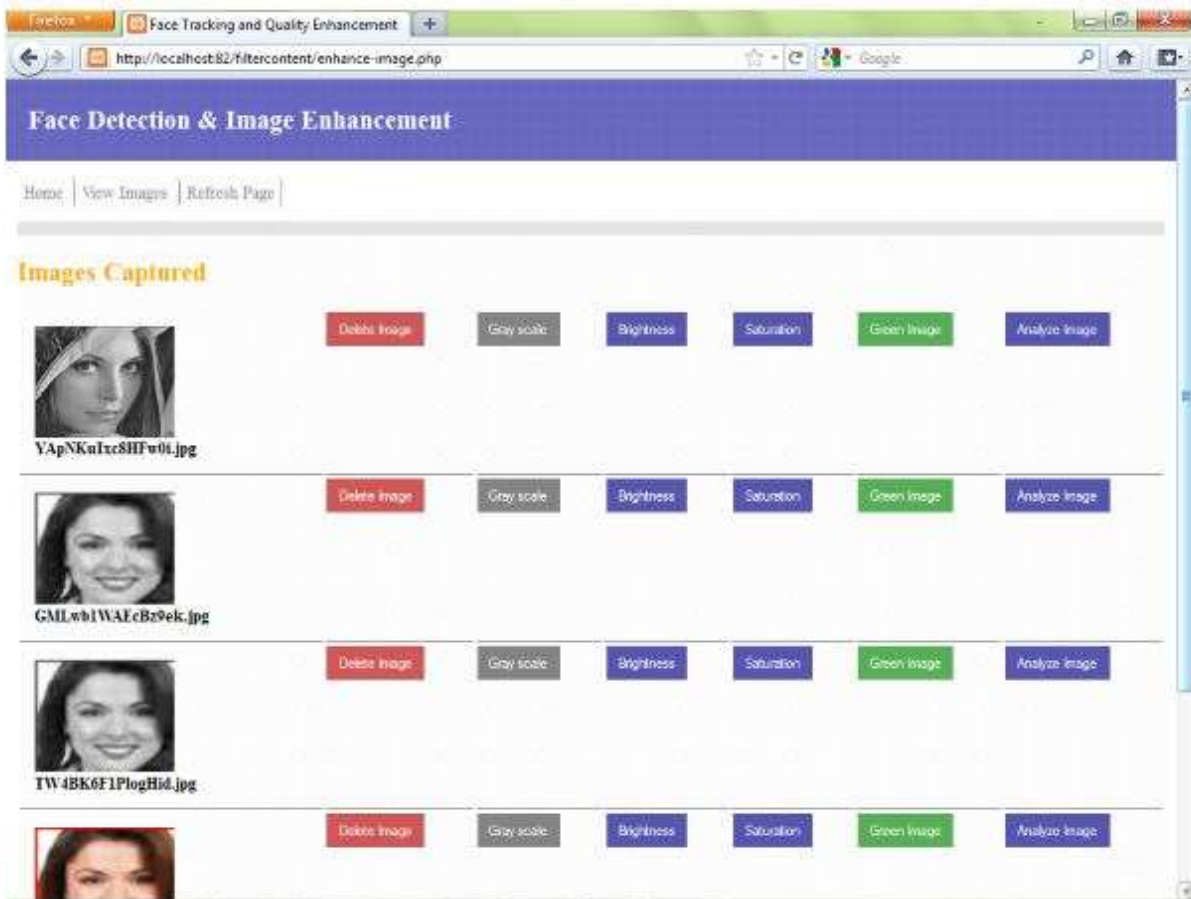 Firefox
Face Tracking and Quality Enhancement
http://localhost:82/filtercontent/enhance-image.php
Google
Face Detection & Image Enhancement
Home
View Images
Refresh Page
Images Captured
Delete Image Gray scale Brightness Saturation Green Image Analyze Image
YApNKuIxc8HFw0i.jpg
Delete Image Gray scale Brightness Saturation Green Image Analyze Image
GMLwb1WAEcBz9ek.jpg
Delete Image Gray scale Brightness Saturation Green Image Analyze Image
TW4BK6F1PlogHid.jpg
Delete Image Gray scale Brightness Saturation Green Image Analyze Image